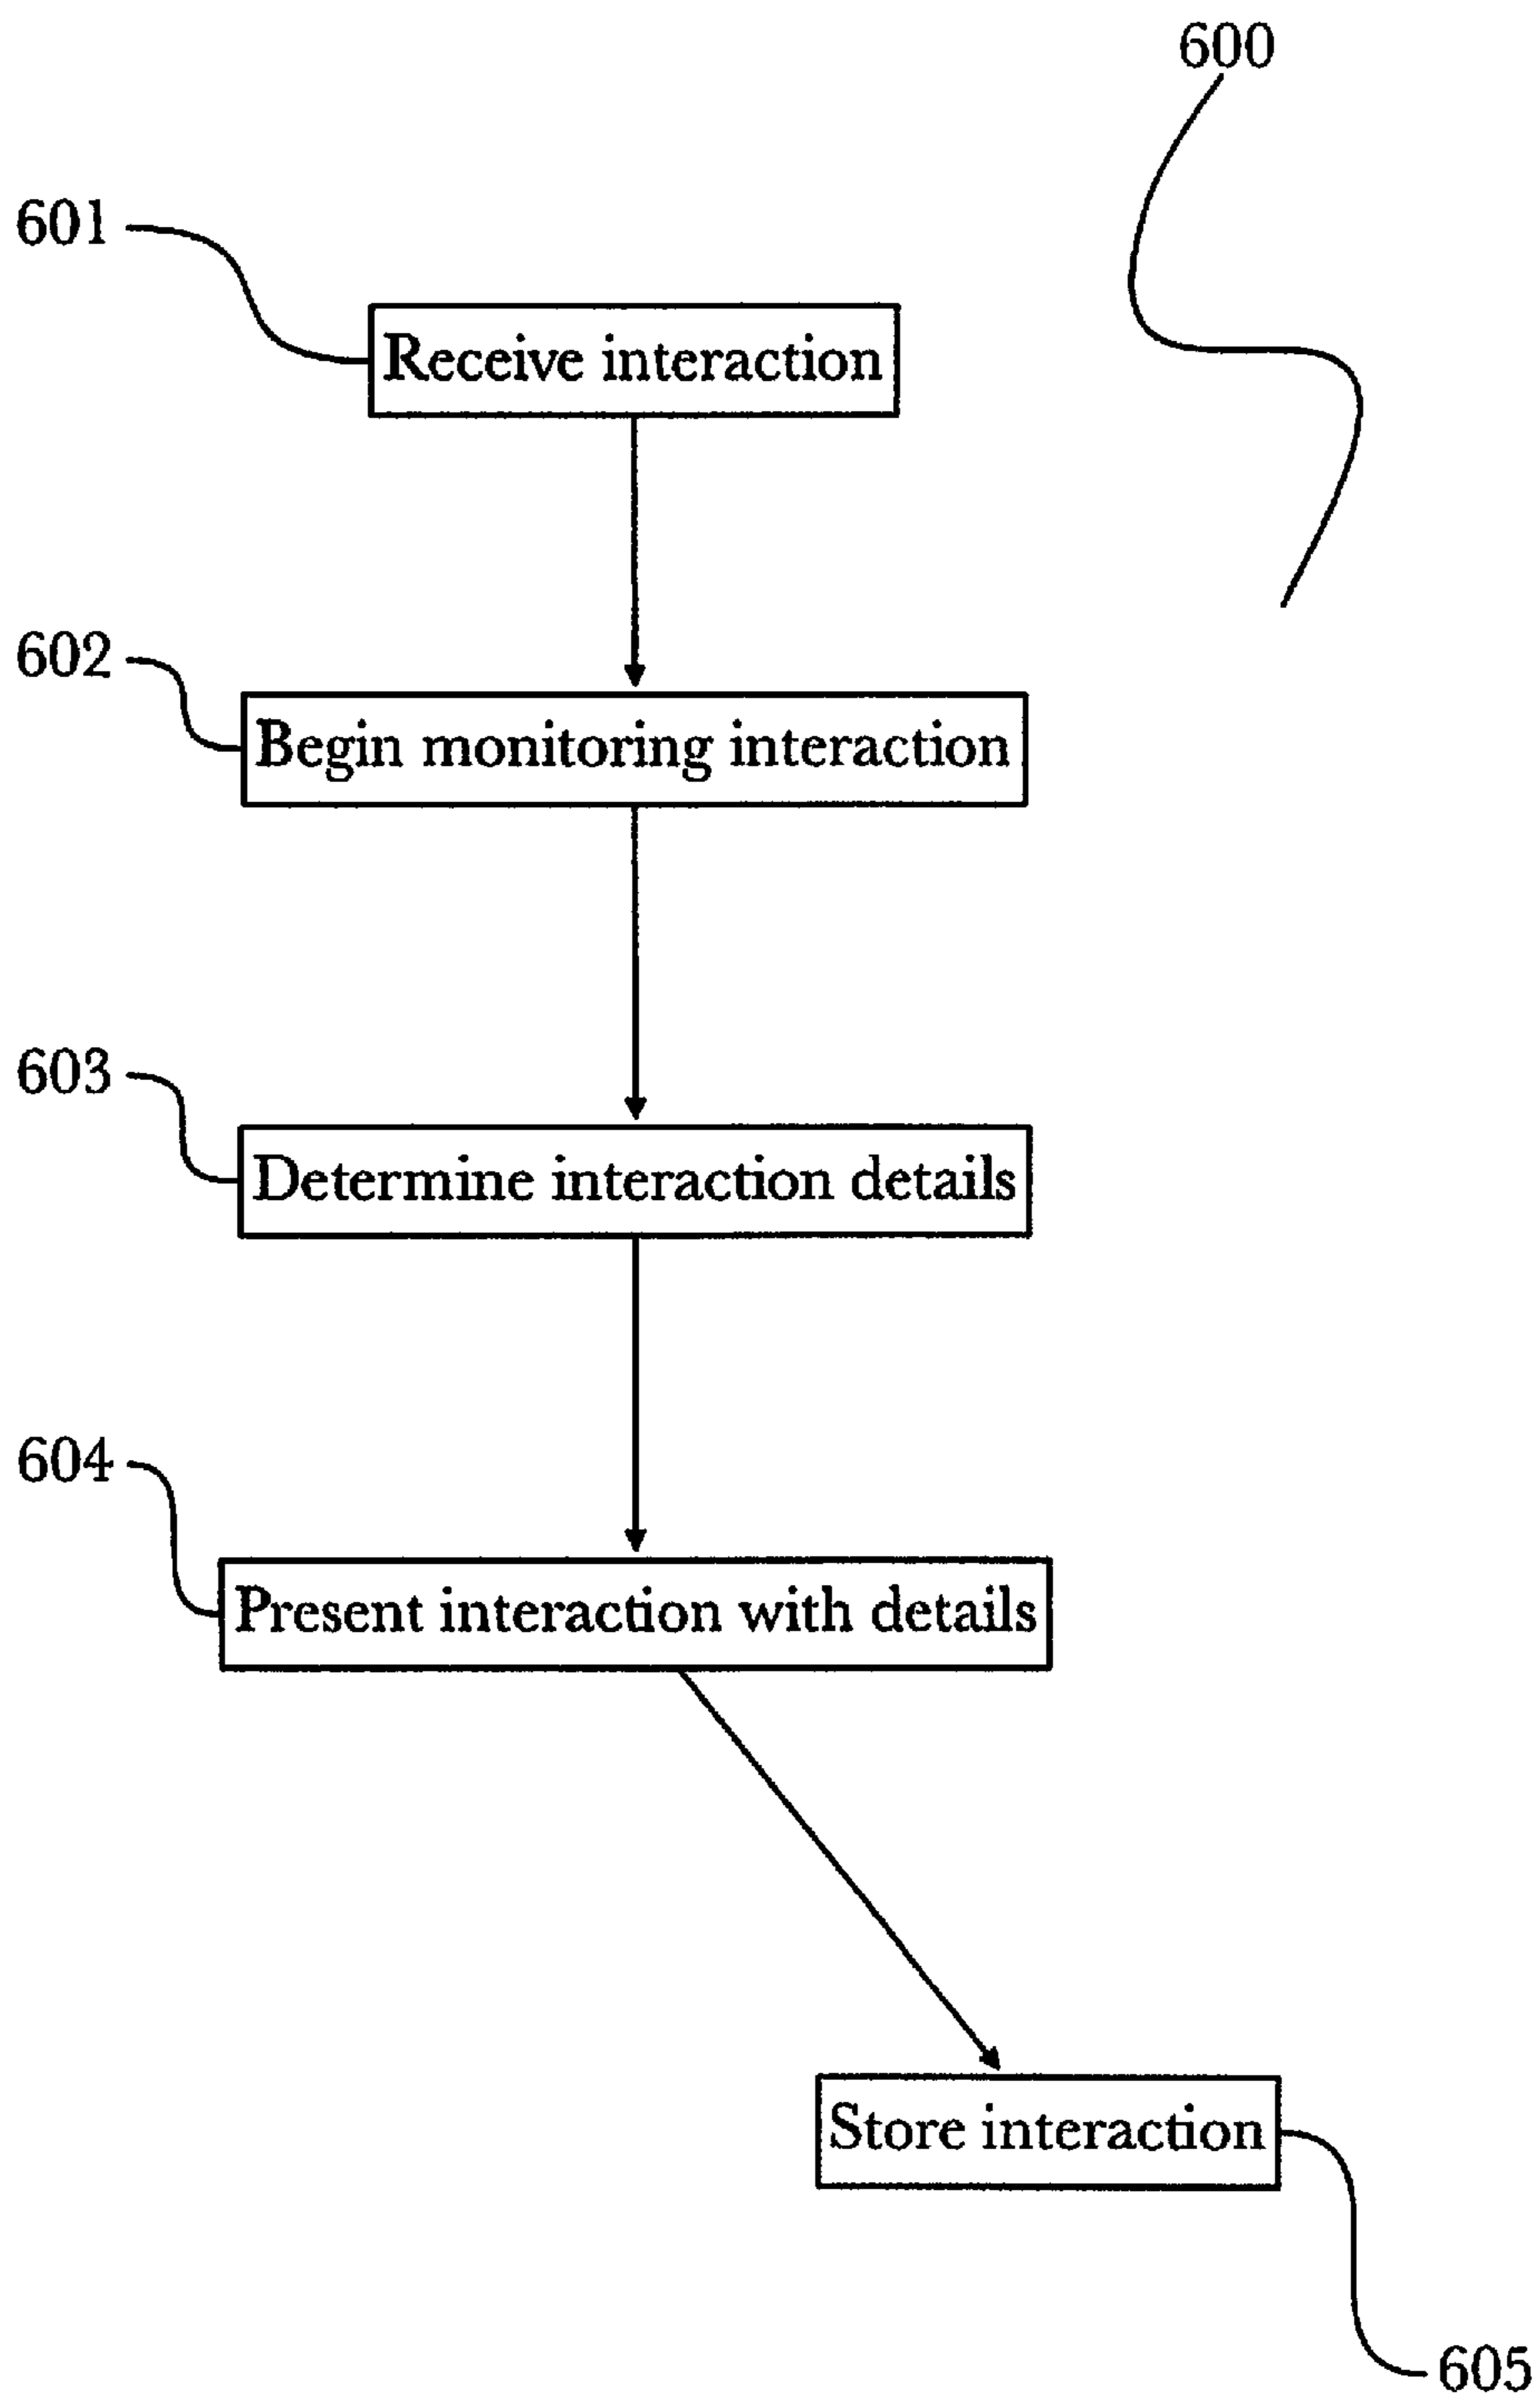 600
601
Receive interaction
602
Begin monitoring interaction
603
Determine interaction details
604
Present interaction with details
Store interaction
605